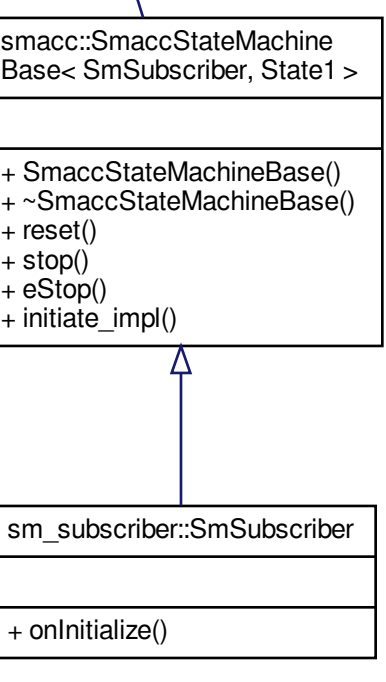 smacc::SmaccStateMachine
Base< SmSubscriber, State1 >
+ SmaccStateMachineBase()
+ ~SmaccStateMachineBase()
+ reset()
+ stop()
+ eStop()
+ initiate_impl()
sm_subscriber::SmSubscriber
+ onInitialize()